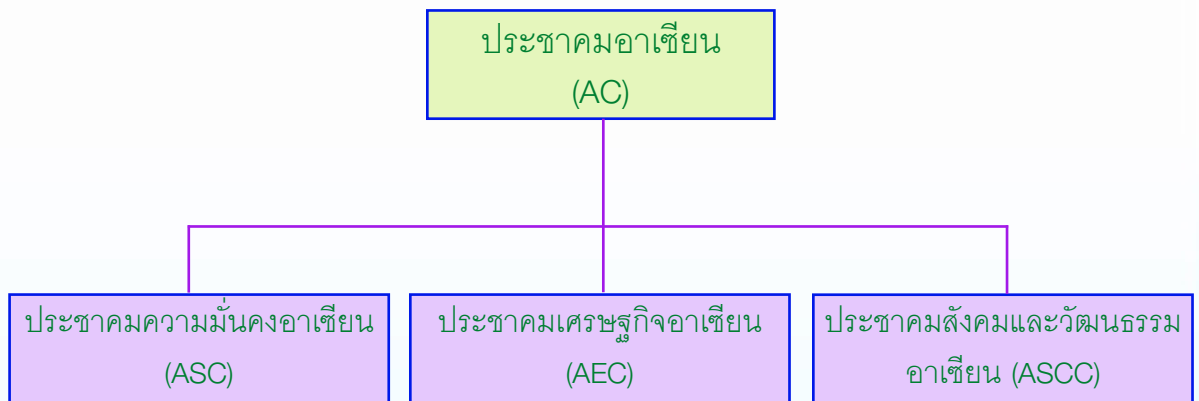 ประชาคมอาเซียน
(AC)
ประชาคมความมั่นคงอาเซียน
(ASC)
ประชาคมเศรษฐกิจอาเซียน
(AEC)
ประชาคมสังคมและวัฒนธรรม
อาเซียน (ASCC)